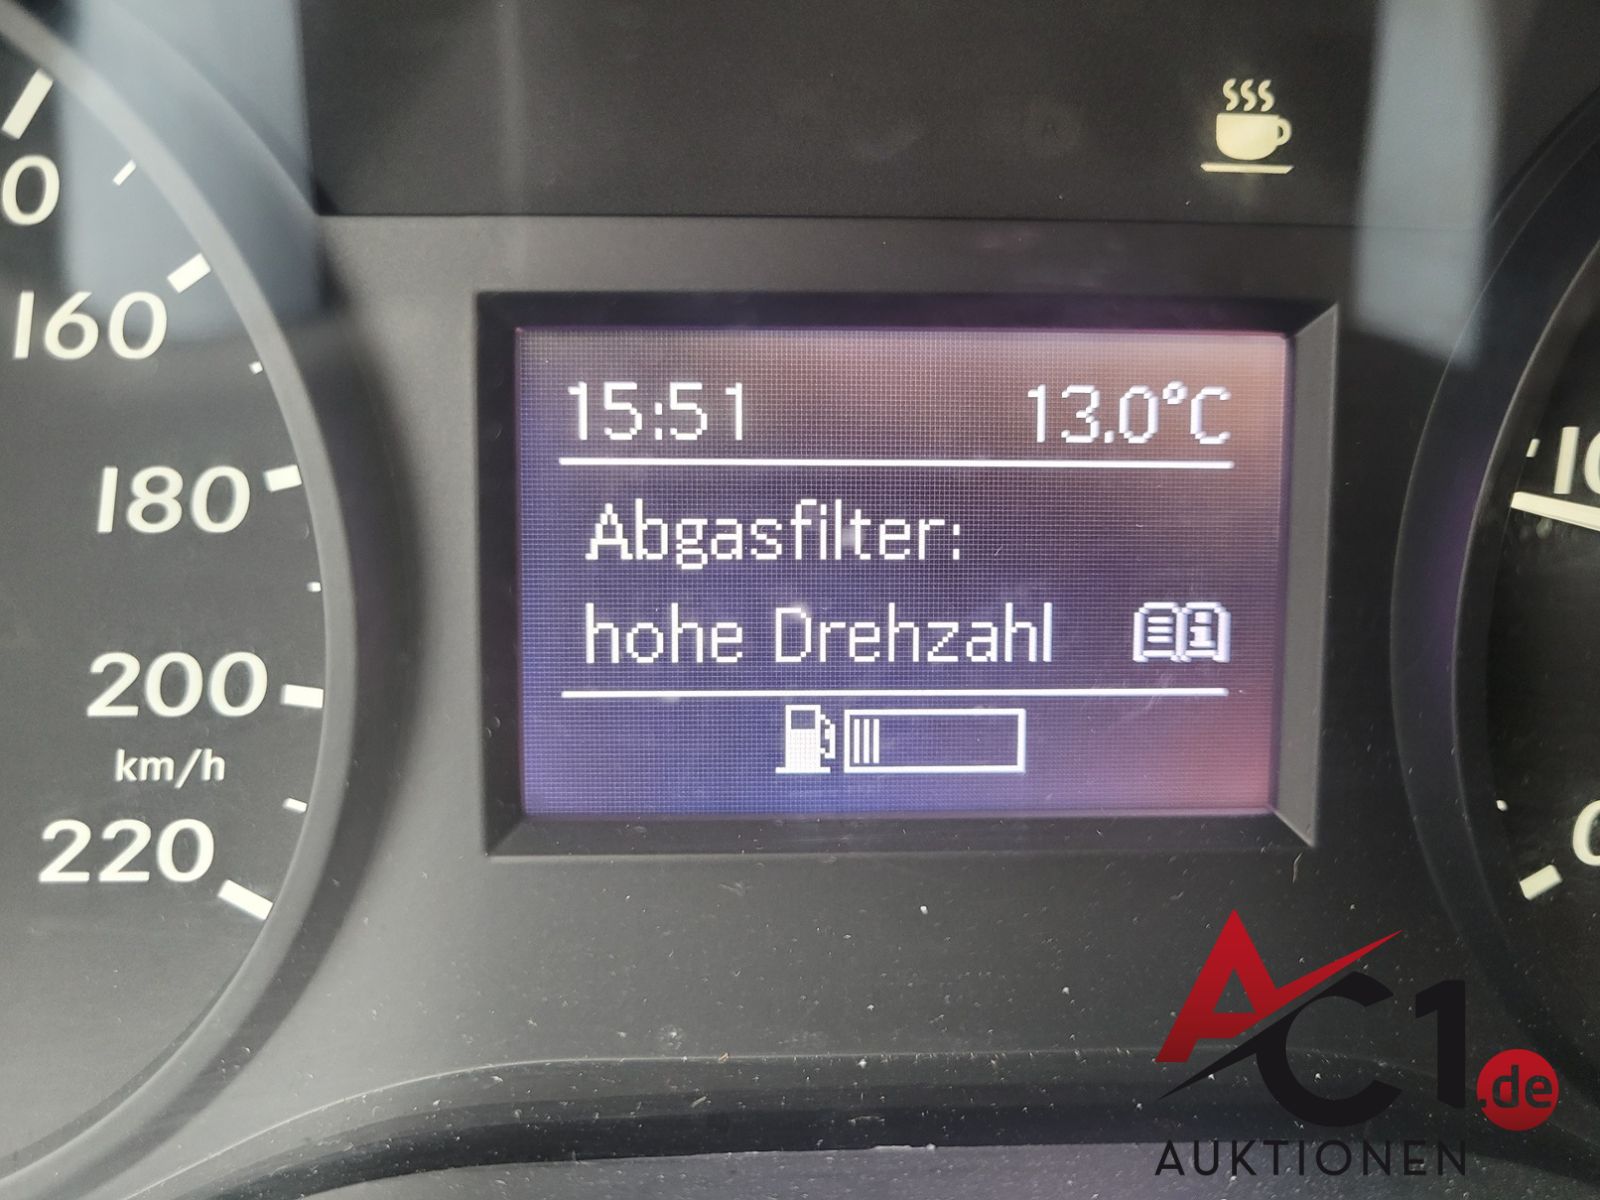 160
180
200
km/h
220
15:51 13.0°C
Abgasfilter:
hohe Drehzahl
AC1.de
AUKTIONEN